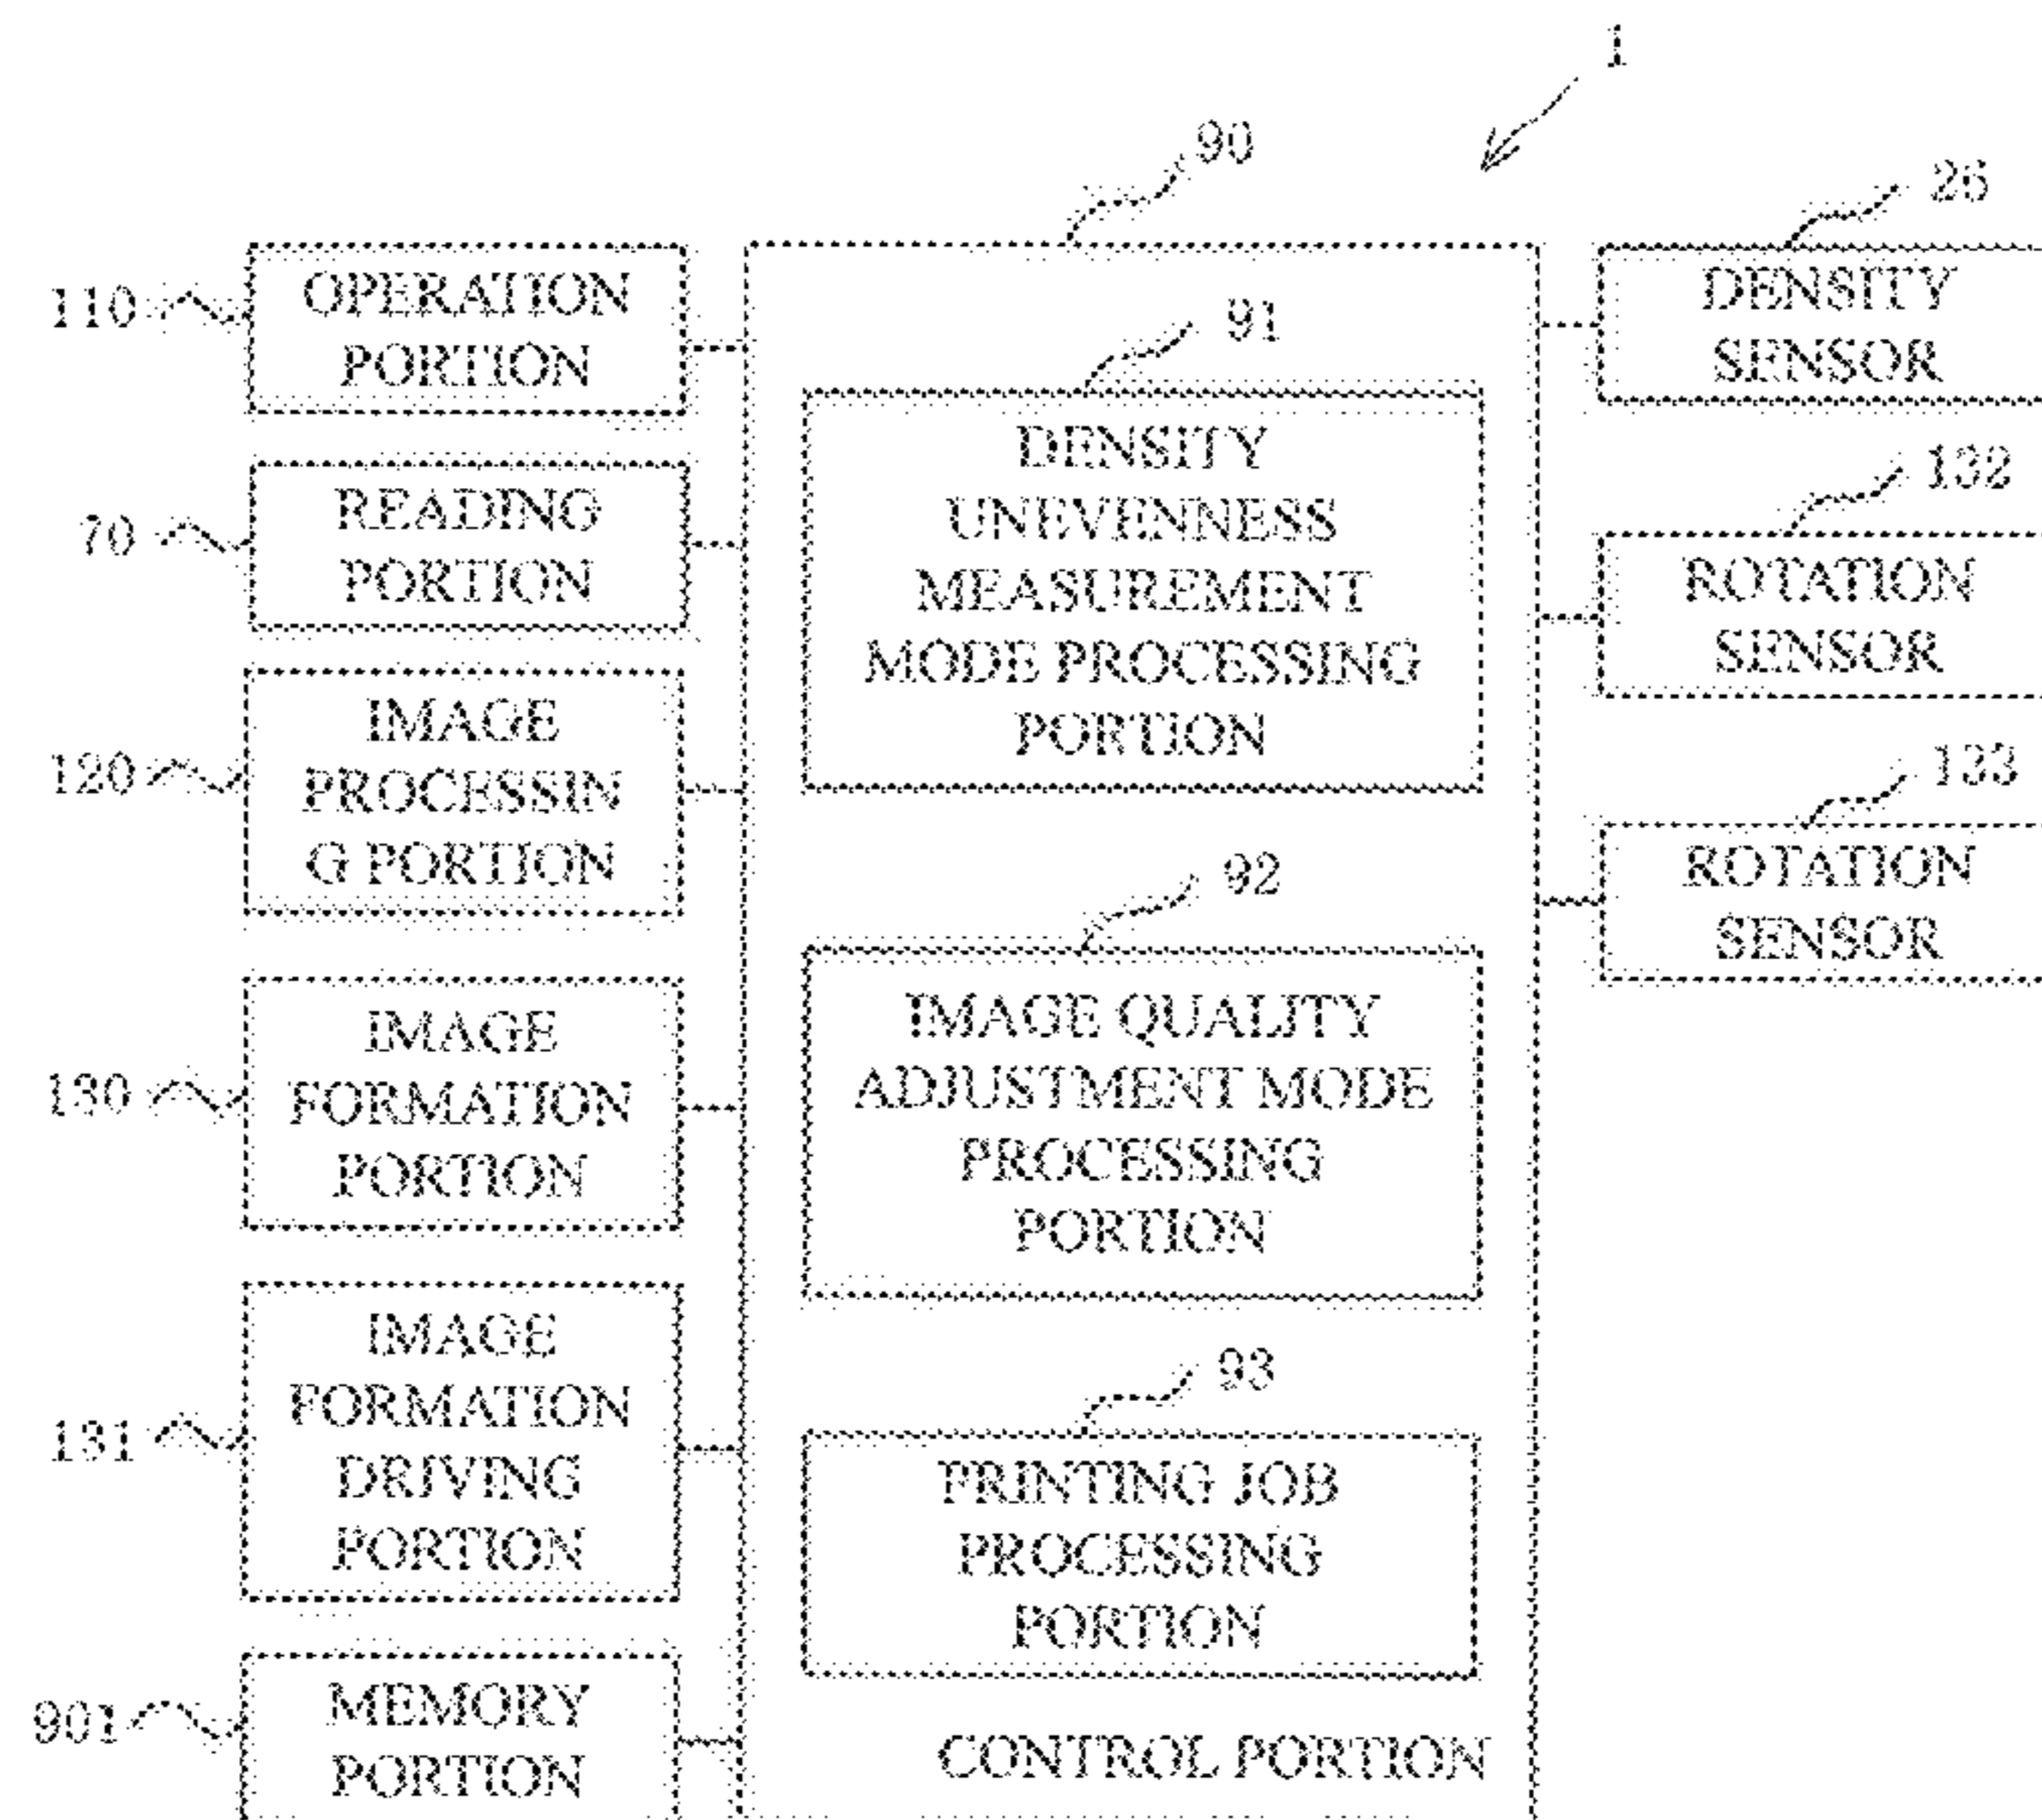 1
90
26
110
OPERATION
PORTION
DENSITY
SENSOR
91
70
READING
PORTION
DENSITY
UNEVENNESS
MEASUREMENT
MODE PROCESSING
PORTION
132
ROTATION
SENSOR
120
IMAGE
PROCESSIN
G PORTION
133
ROTATION
SENSOR
92
130
IMAGE
FORMATION
PORTION
IMAGE QUALITY
ADJUSTMENT MODE
PROCESSING
PORTION
131
IMAGE
FORMATION
DRIVING
PORTION
93
PRINTING JOB
PROCESSING
PORTION
901
MEMORY
PORTION
CONTROL PORTION